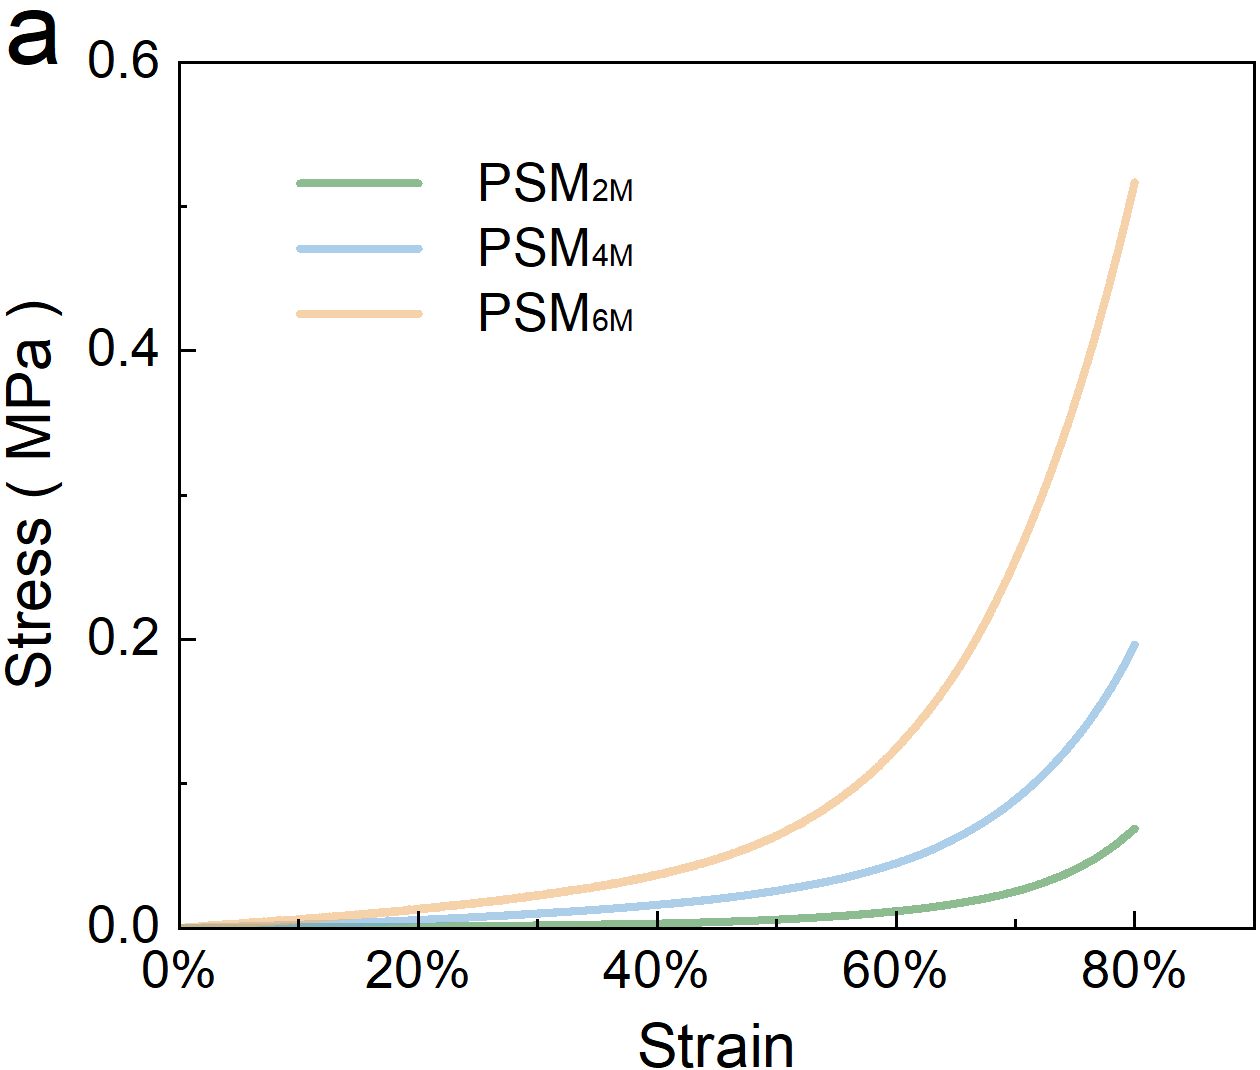 a
0.6
PSM2M
PSM4M
PSM6M
0.4
0.2
0.0
Stress ( MPa )
0% 20% 40% 60% 80%
Strain